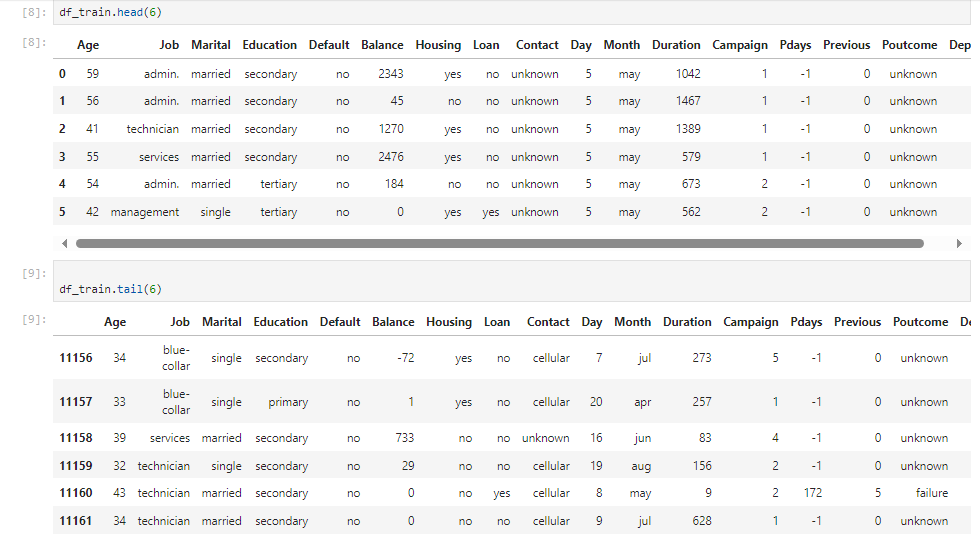 [8]: df_train.head(6)
[8]: Age Job Marital Education Default Balance Housing Loan Contact Day Month Duration Campaign Pdays Previous Poutcome Dep
0 59 admin. married secondary no 2343 yes no unknown 5 may 1042 1 -1 0 unknown
1 56 admin. married secondary no 45 no no unknown 5 may 1467 1 -1 0 unknown
2 41 technician married secondary no 1270 yes no unknown 5 may 1389 1 -1 0 unknown
3 55 services married secondary no 2476 yes no unknown 5 may 579 1 -1 0 unknown
4 54 admin. married tertiary no 184 no no unknown 5 may 673 2 -1 0 unknown
5 42 management single tertiary no 0 yes yes unknown 5 may 562 2 -1 0 unknown
[9]:
df_train.tail(6)
[9]: Age Job Marital Education Default Balance Housing Loan Contact Day Month Duration Campaign Pdays Previous Poutcome De
11156 34 blue-collar single secondary no -72 yes no cellular 7 jul 273 5 -1 0 unknown
11157 33 blue-collar single primary no 1 yes no cellular 20 apr 257 1 -1 0 unknown
11158 39 services married secondary no 733 no no unknown 16 jun 83 4 -1 0 unknown
11159 32 technician single secondary no 29 no no cellular 19 aug 156 2 -1 0 unknown
11160 43 technician married secondary no 0 no yes cellular 8 may 9 2 172 5 failure
11161 34 technician married secondary no 0 no no cellular 9 jul 628 1 -1 0 unknown